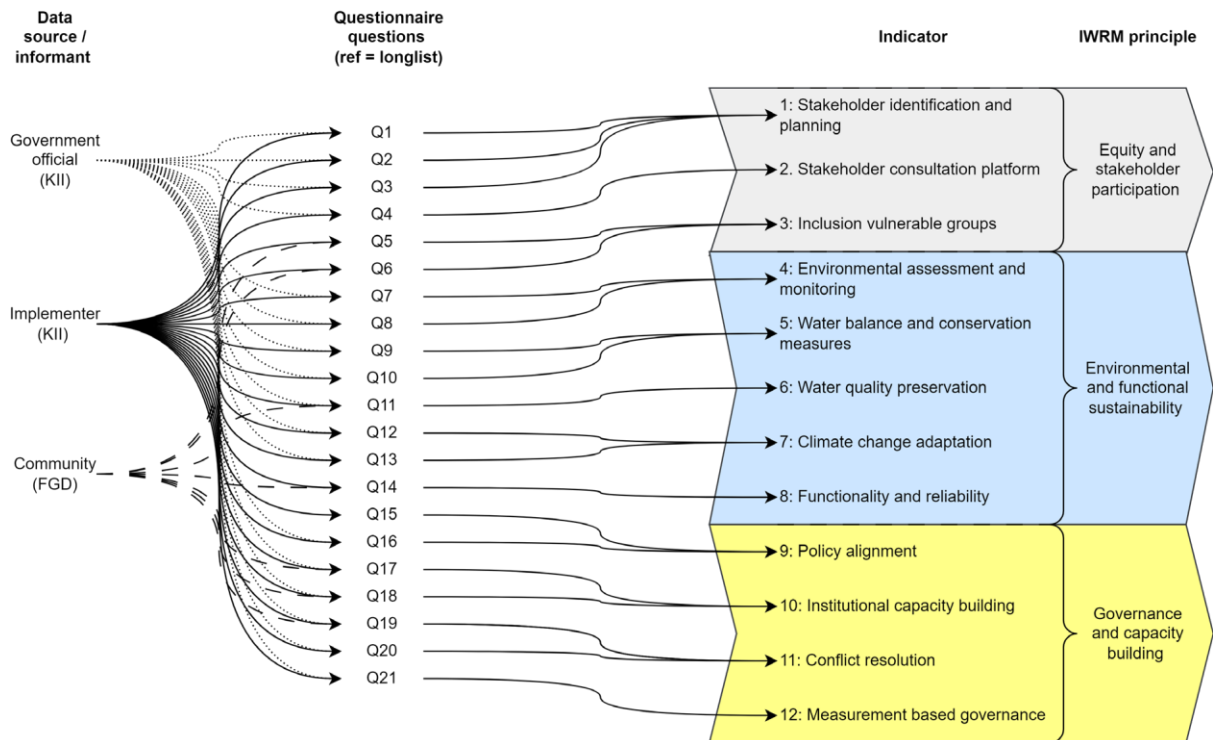 Data
source /
informant
Questionnaire
questions
(ref = longlist)
Indicator
IWRM principle
Government
official
(KII)
Implementer
(KII)
Community
(FGD)
Q1
Q2
Q3
Q4
Q5
Q6
Q7
Q8
Q9
Q10
Q11
Q12
Q13
Q14
Q15
Q16
Q17
Q18
Q19
Q20
Q21
1: Stakeholder identification and
planning
2. Stakeholder consultation platform
3: Inclusion vulnerable groups
4: Environmental assessment and
monitoring
5: Water balance and conservation
measures
6: Water quality preservation
7: Climate change adaptation
8: Functionality and reliability
9: Policy alignment
10: Institutional capacity building
11: Conflict resolution
12: Measurement based governance
Equity and
stakeholder
participation
Environmental
and functional
sustainability
Governance
and capacity
building